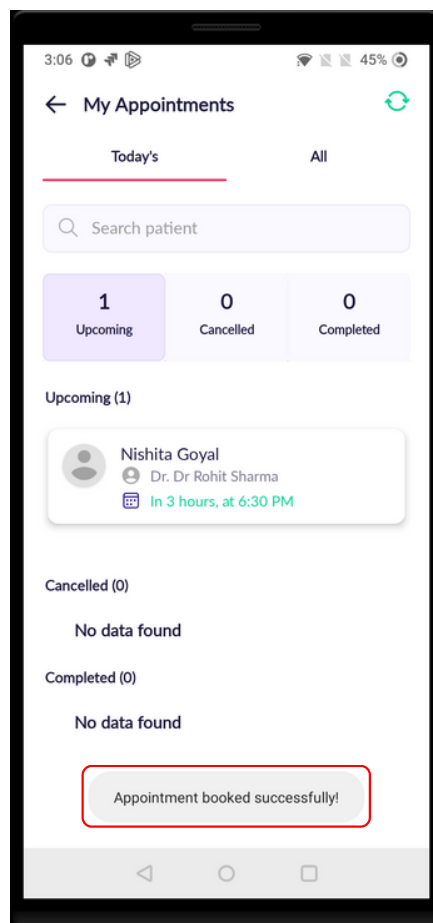 3:06 45%
My Appointments
Today's All
Search patient
1 0 0
Upcoming Cancelled Completed
Upcoming (1)
Nishita Goyal
Dr. Dr Rohit Sharma
In 3 hours, at 6:30 PM
Cancelled (0)
No data found
Completed (0)
No data found
Appointment booked successfully!